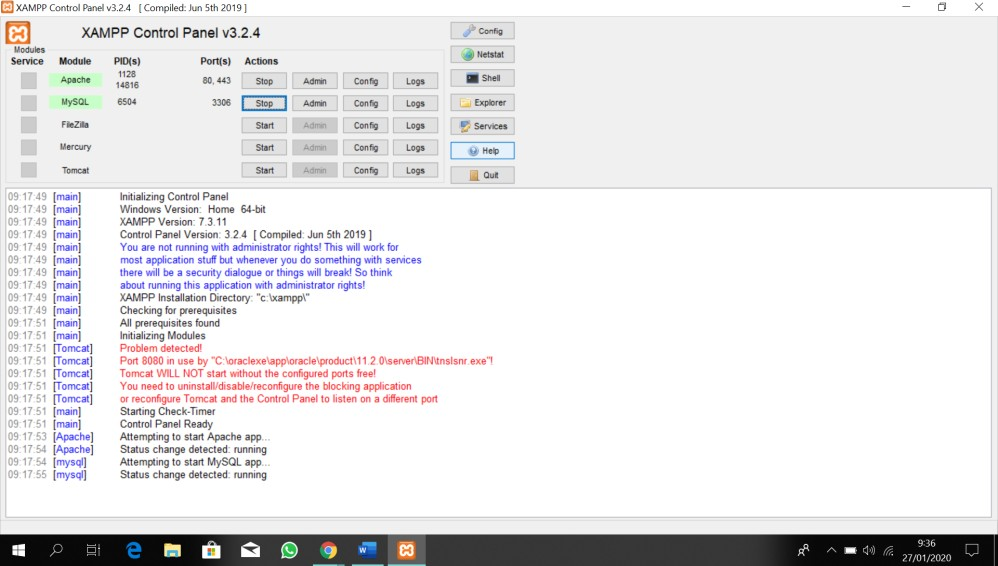 XAMPP Control Panel v3.2.4 [ Compiled: Jun 5th 2019 ]
XAMPP Control Panel v3.2.4
Config
Modules
Service Module PID(s) Port(s) Actions
Netstat
Apache 1128 14816 80, 443 Stop Admin Config Logs
Shell
MySQL 6504 3306 Stop Admin Config Logs
Explorer
FileZilla Start Admin Config Logs
Services
Mercury Start Admin Config Logs
Help
Tomcat Start Admin Config Logs
Quit
09:17:49 [main] Initializing Control Panel
09:17:49 [main] Windows Version: Home 64-bit
09:17:49 [main] XAMPP Version: 7.3.11
09:17:49 [main] Control Panel Version: 3.2.4 [ Compiled: Jun 5th 2019 ]
09:17:49 [main] You are not running with administrator rights! This will work for
09:17:49 [main] most application stuff but whenever you do something with services
09:17:49 [main] there will be a security dialogue or things will break! So think
09:17:49 [main] about running this application with administrator rights!
09:17:49 [main] XAMPP Installation Directory: "c:\xampp\"
09:17:49 [main] Checking for prerequisites
09:17:51 [main] All prerequisites found
09:17:51 [main] Initializing Modules
09:17:51 [Tomcat] Problem detected!
09:17:51 [Tomcat] Port 8080 in use by "C:\oraclexe\app\oracle\product\11.2.0\server\BIN\tnslsnr.exe"!
09:17:51 [Tomcat] Tomcat WILL NOT start without the configured ports free!
09:17:51 [Tomcat] You need to uninstall/disable/reconfigure the blocking application
09:17:51 [Tomcat] or reconfigure Tomcat and the Control Panel to listen on a different port
09:17:51 [main] Starting Check-Timer
09:17:51 [main] Control Panel Ready
09:17:53 [Apache] Attempting to start Apache app...
09:17:54 [Apache] Status change detected: running
09:17:54 [mysql] Attempting to start MySQL app...
09:17:55 [mysql] Status change detected: running
9:36
27/01/2020